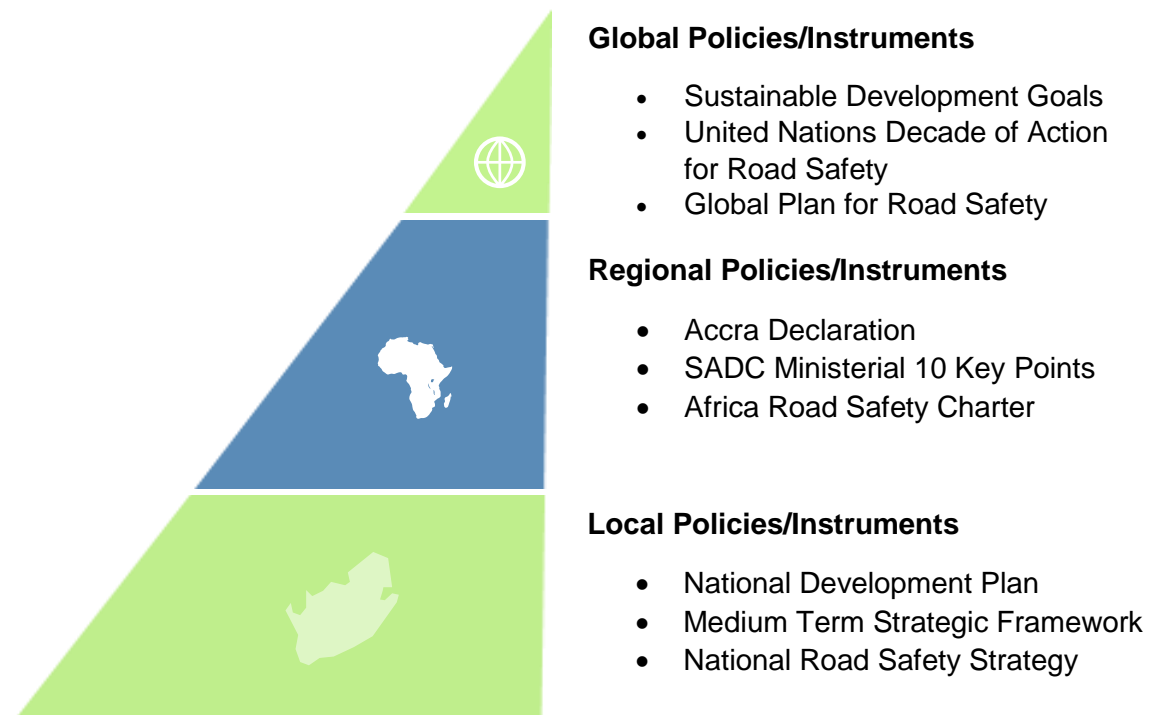 Global Policies/Instruments
• Sustainable Development Goals
• United Nations Decade of Action
for Road Safety
• Global Plan for Road Safety
Regional Policies/Instruments
• Accra Declaration
• SADC Ministerial 10 Key Points
• Africa Road Safety Charter
Local Policies/Instruments
• National Development Plan
• Medium Term Strategic Framework
• National Road Safety Strategy